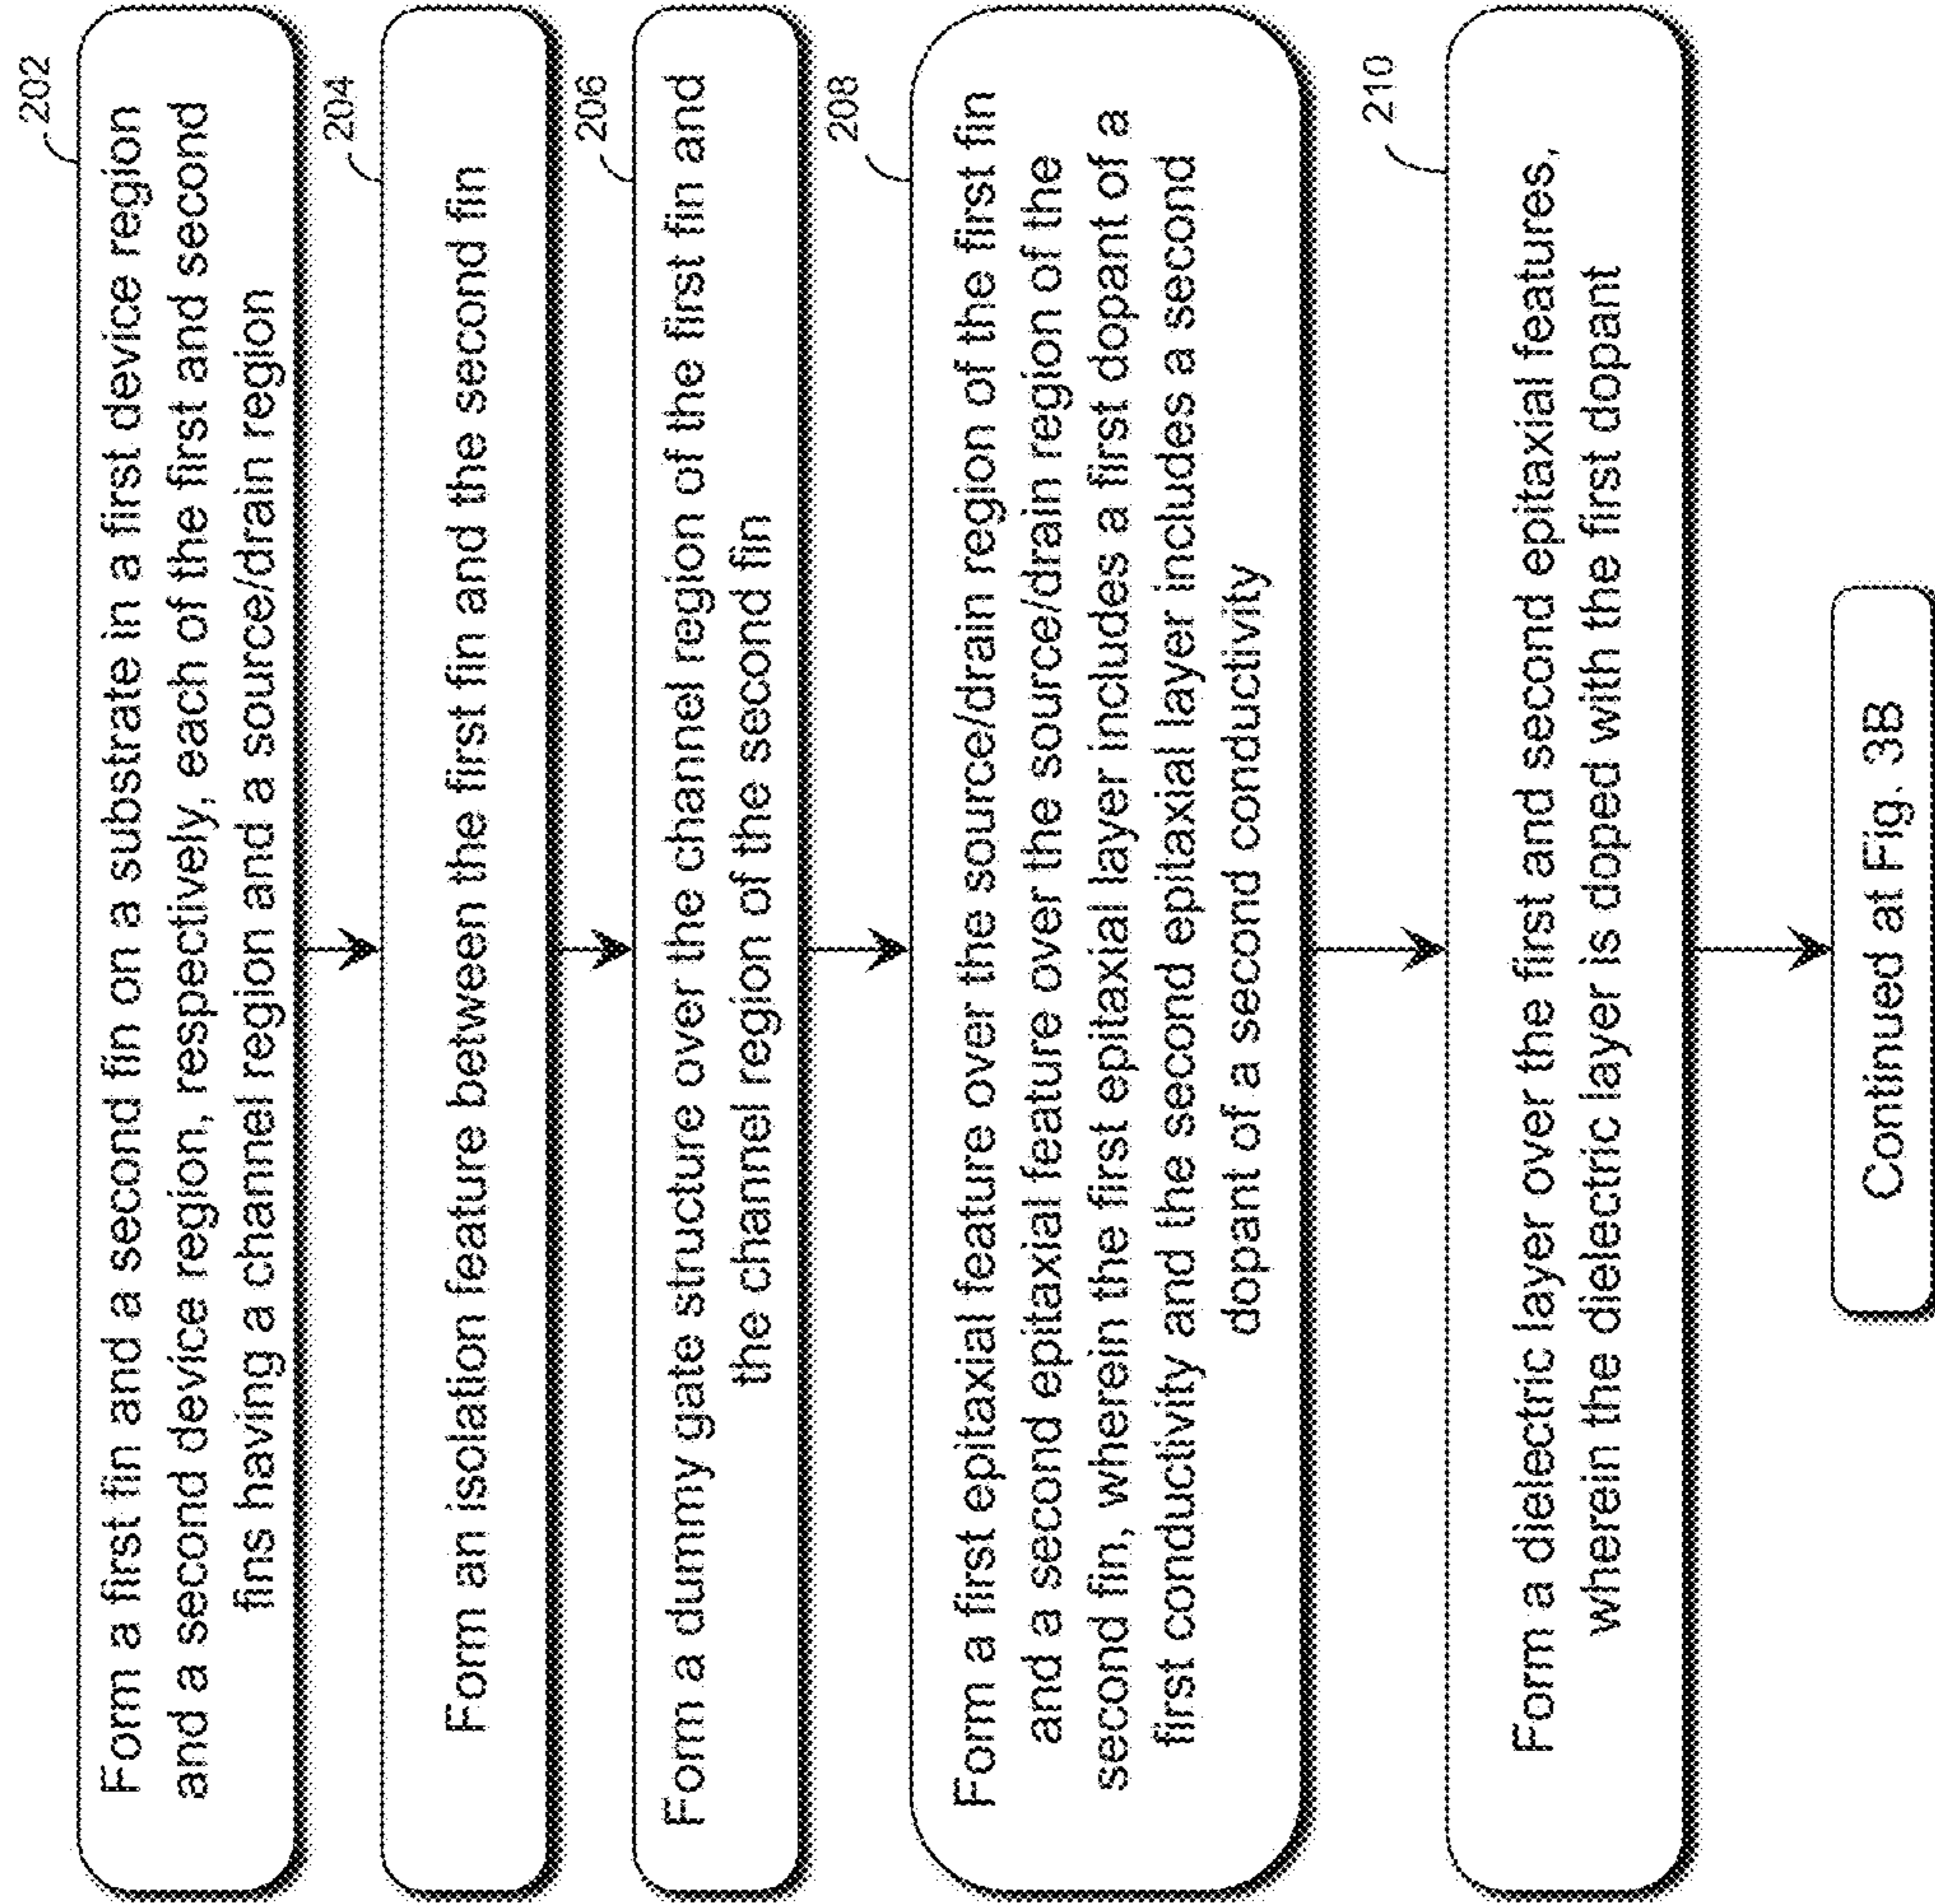 202
Form a first fin and a second fin on a substrate in a first device region
and a second device region, respectively, each of the first and second
fins having a channel region and a source/drain region
204
Form an isolation feature between the first fin and the second fin
206
Form a dummy gate structure over the channel region of the first fin and
the channel region of the second fin
208
Form a first epitaxial feature over the source/drain region of the first fin
and a second epitaxial feature over the source/drain region of the
second fin, wherein the first epitaxial layer includes a first dopant of a
first conductivity and the second epitaxial layer includes a second
dopant of a second conductivity
210
Form a dielectric layer over the first and second epitaxial features,
wherein the dielectric layer is doped with the first dopant
Continued at Fig. 3B